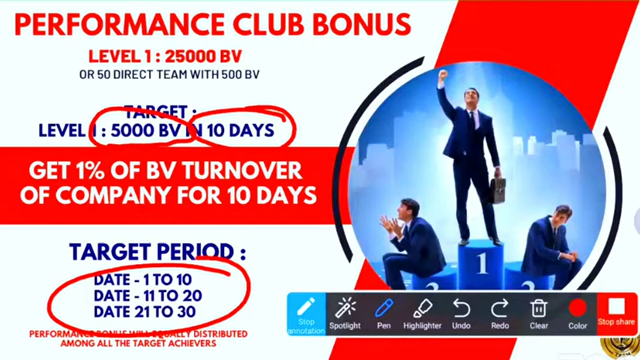 PERFORMANCE CLUB BONUS
LEVEL 1 : 25000 BV
OR 50 DIRECT TEAM WITH 500 BV
TARGET :
LEVEL 1 : 5000 BV IN 10 DAYS
GET 1% OF BV TURNOVER
OF COMPANY FOR 10 DAYS
TARGET PERIOD :
DATE - 1 TO 10
DATE - 11 TO 20
DATE 21 TO 30
PERFORMANCE BONUS WILL EQUALLY DISTRIBUTED
AMONG ALL THE TARGET ACHIEVERS
1
Stop annotation
Spotlight
Pen
Highlighter
Undo
Redo
Clear
Color
Stop share